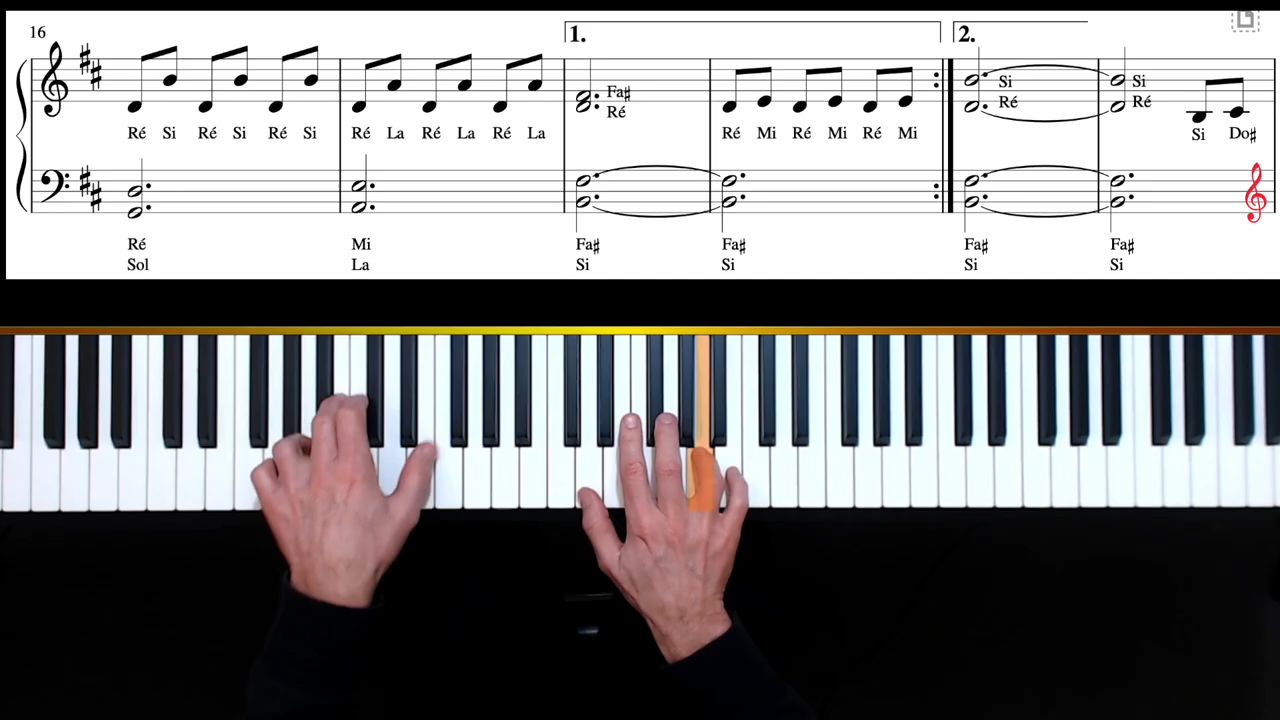 16
1.
2.
Fa♯
Ré
Si
Ré
Si
Ré
Ré Si Ré Si Ré Si Ré La Ré La Ré La Ré Mi Ré Mi Ré Mi Si Do♯
Ré Mi Fa♯ Fa♯ Fa♯ Fa♯
Sol La Si Si Si Si